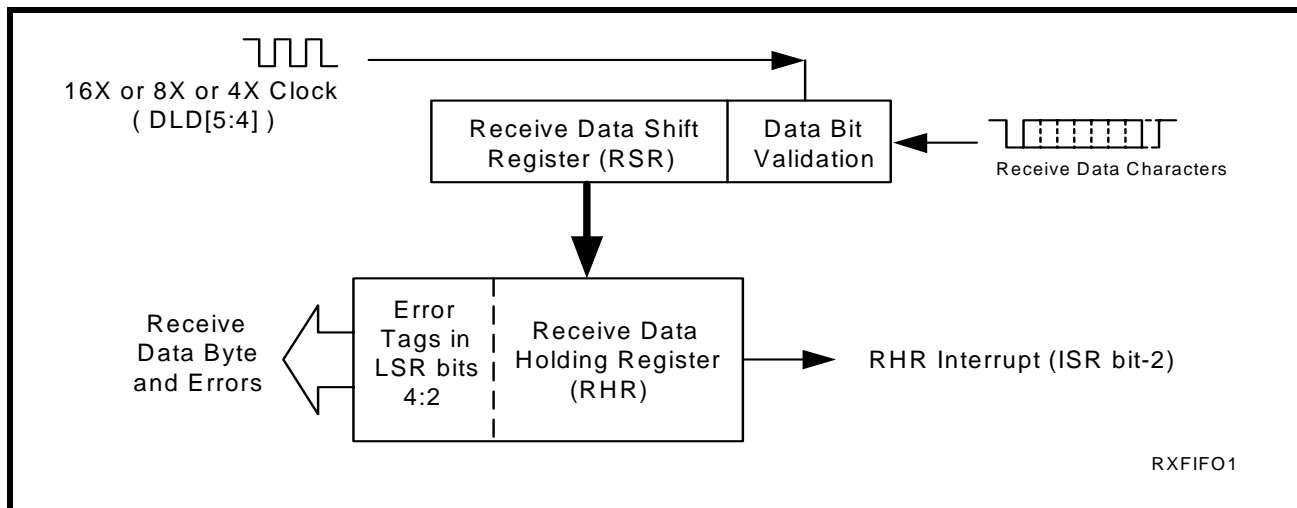 16X or 8X or 4X Clock
( DLD[5:4] )
Receive Data Shift
Register (RSR)
Data Bit
Validation
Receive Data Characters
Receive
Data Byte
and Errors
Error
Tags in
LSR bits
4:2
Receive Data
Holding Register
(RHR)
RHR Interrupt (ISR bit-2)
RXFIFO1